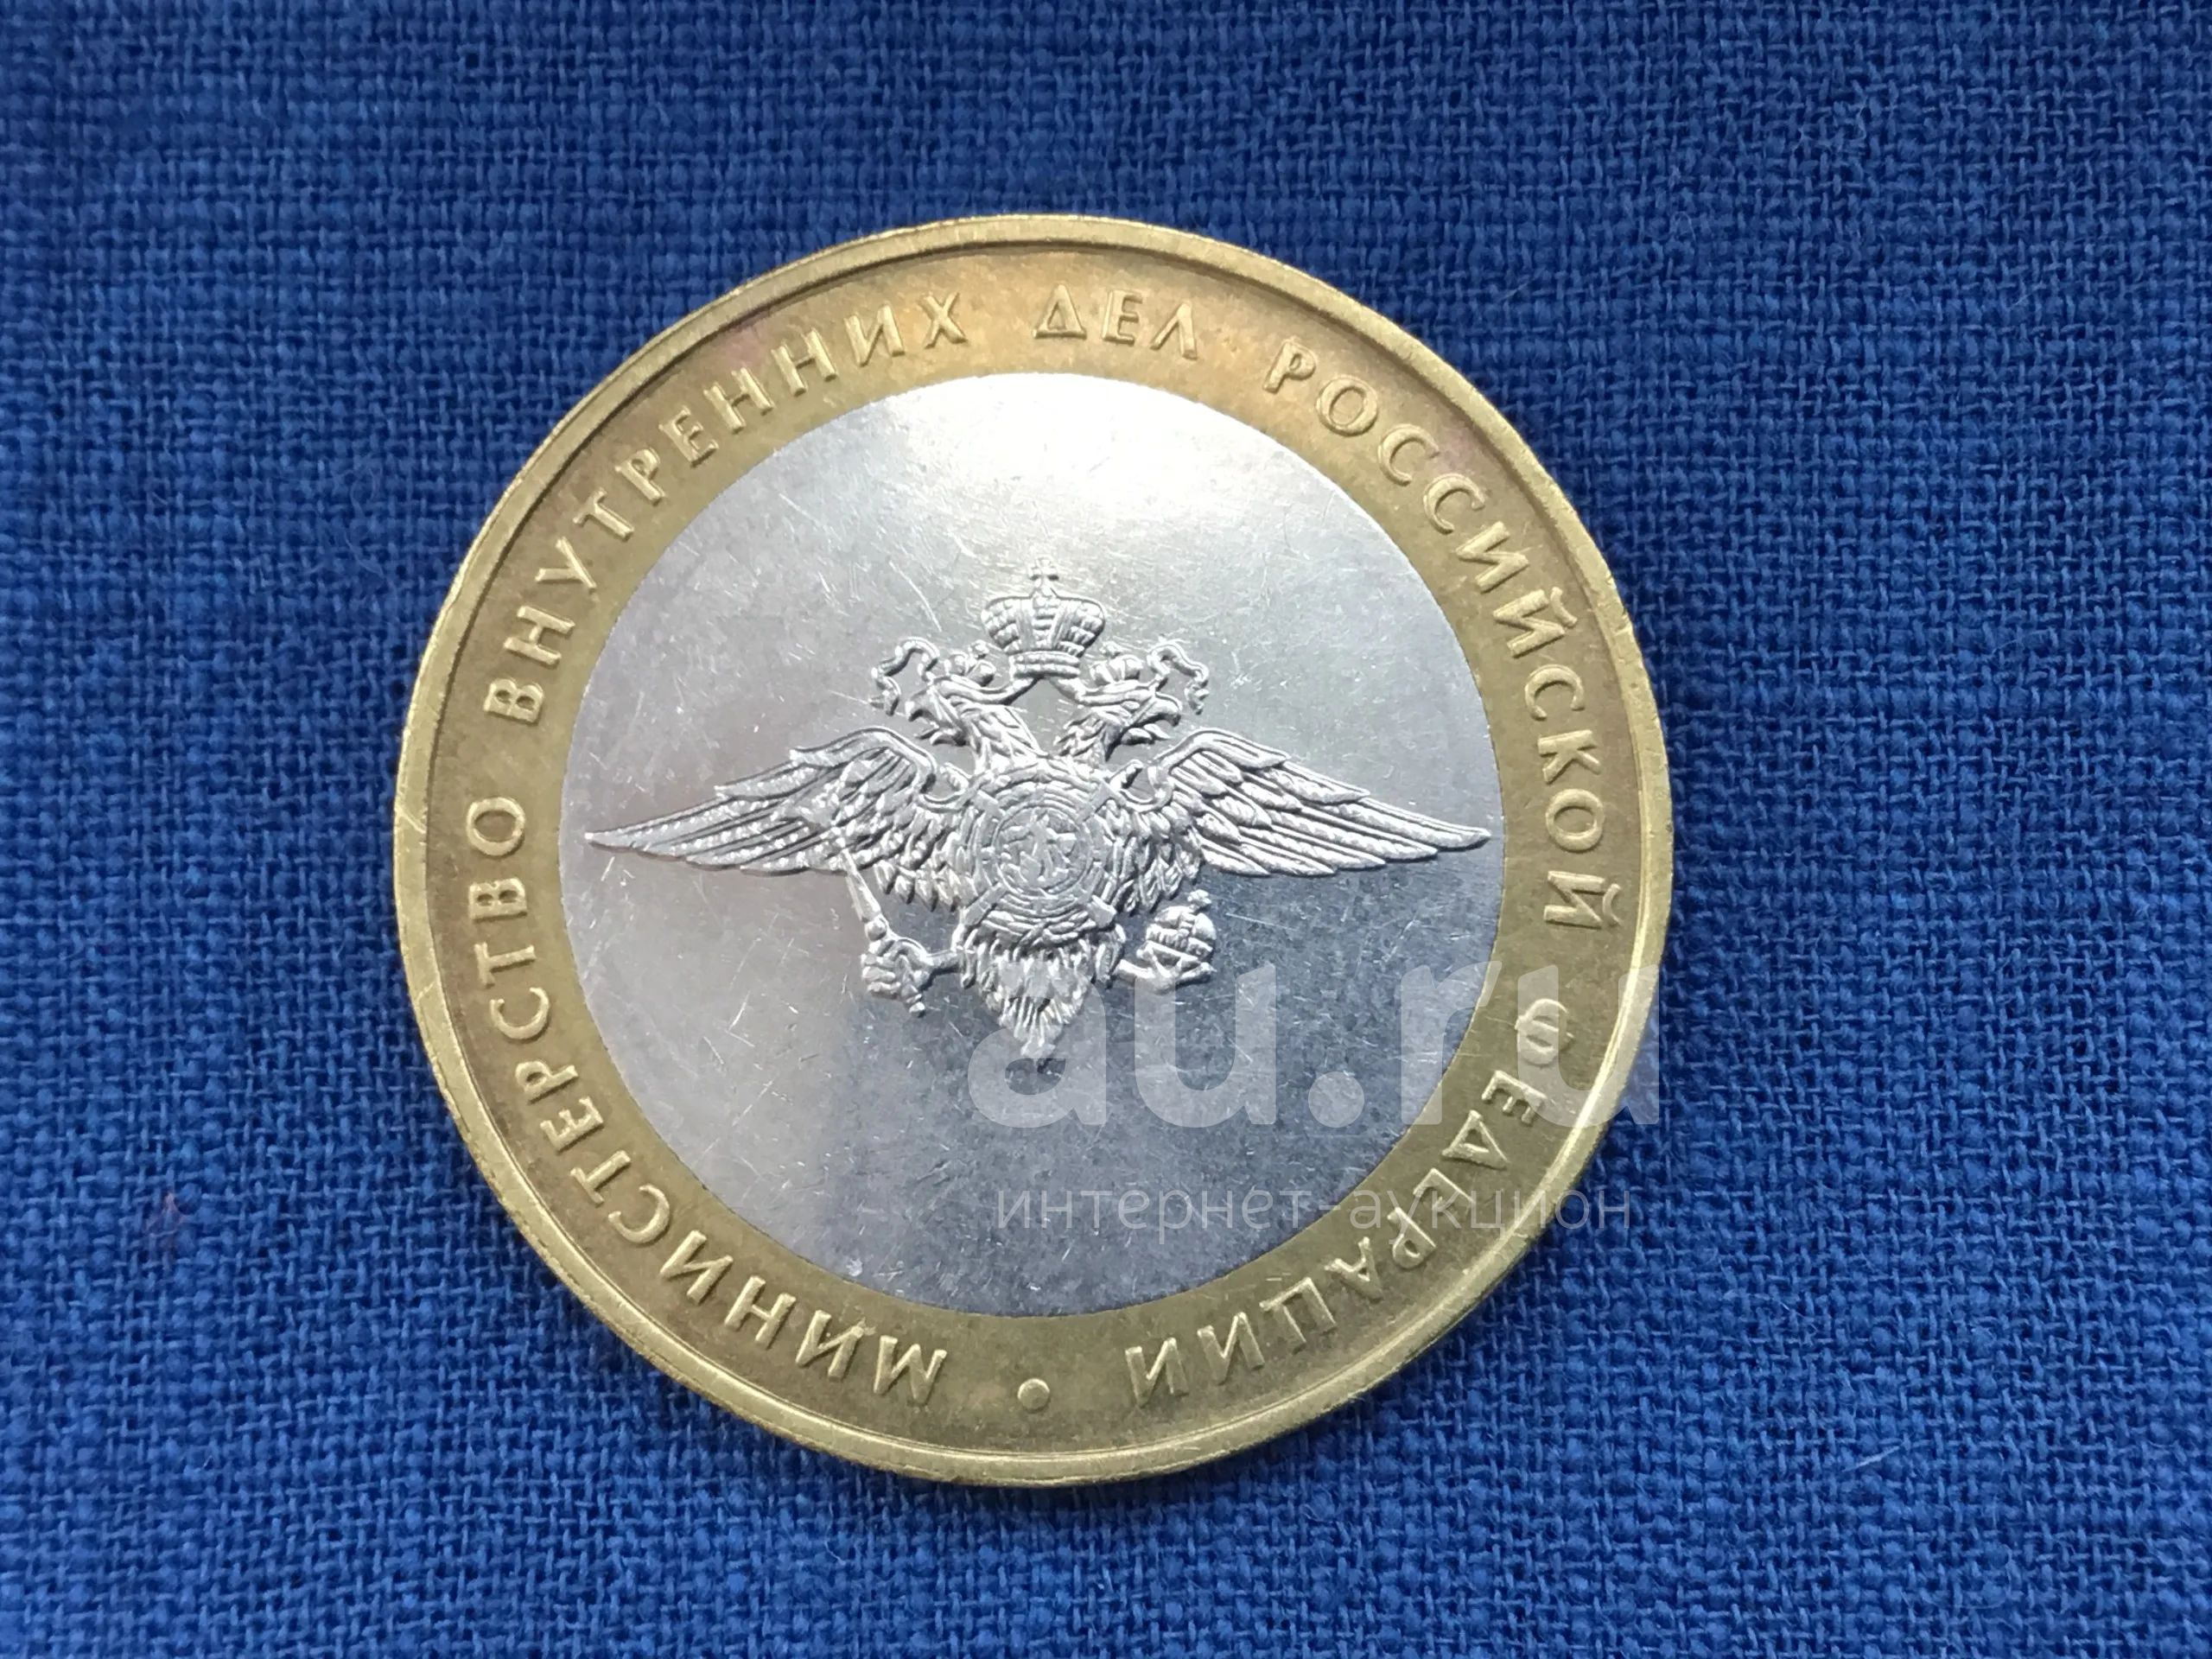 МИНИСТЕРСТВО ВНУТРЕННИХ ДЕЛ РОССИЙСКОЙ ФЕДЕРАЦИИ •
au.ru
интернет аукцион